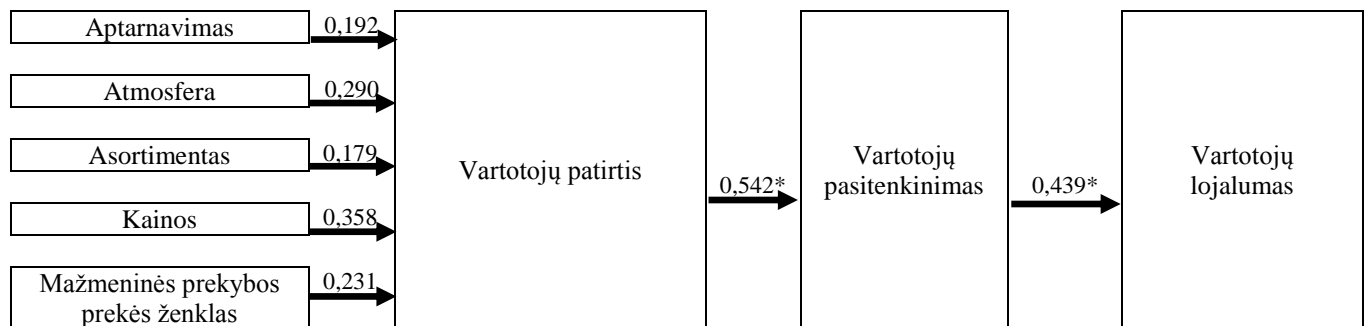 Aptarnavimas
0,192
Atmosfera
0,290
Asortimentas
0,179
Kainos
0,358
Mažmeninės prekybos
prekės ženklas
0,231
Vartotojų patirtis
0,542*
Vartotojų
pasitenkinimas
0,439*
Vartotojų
lojalumas